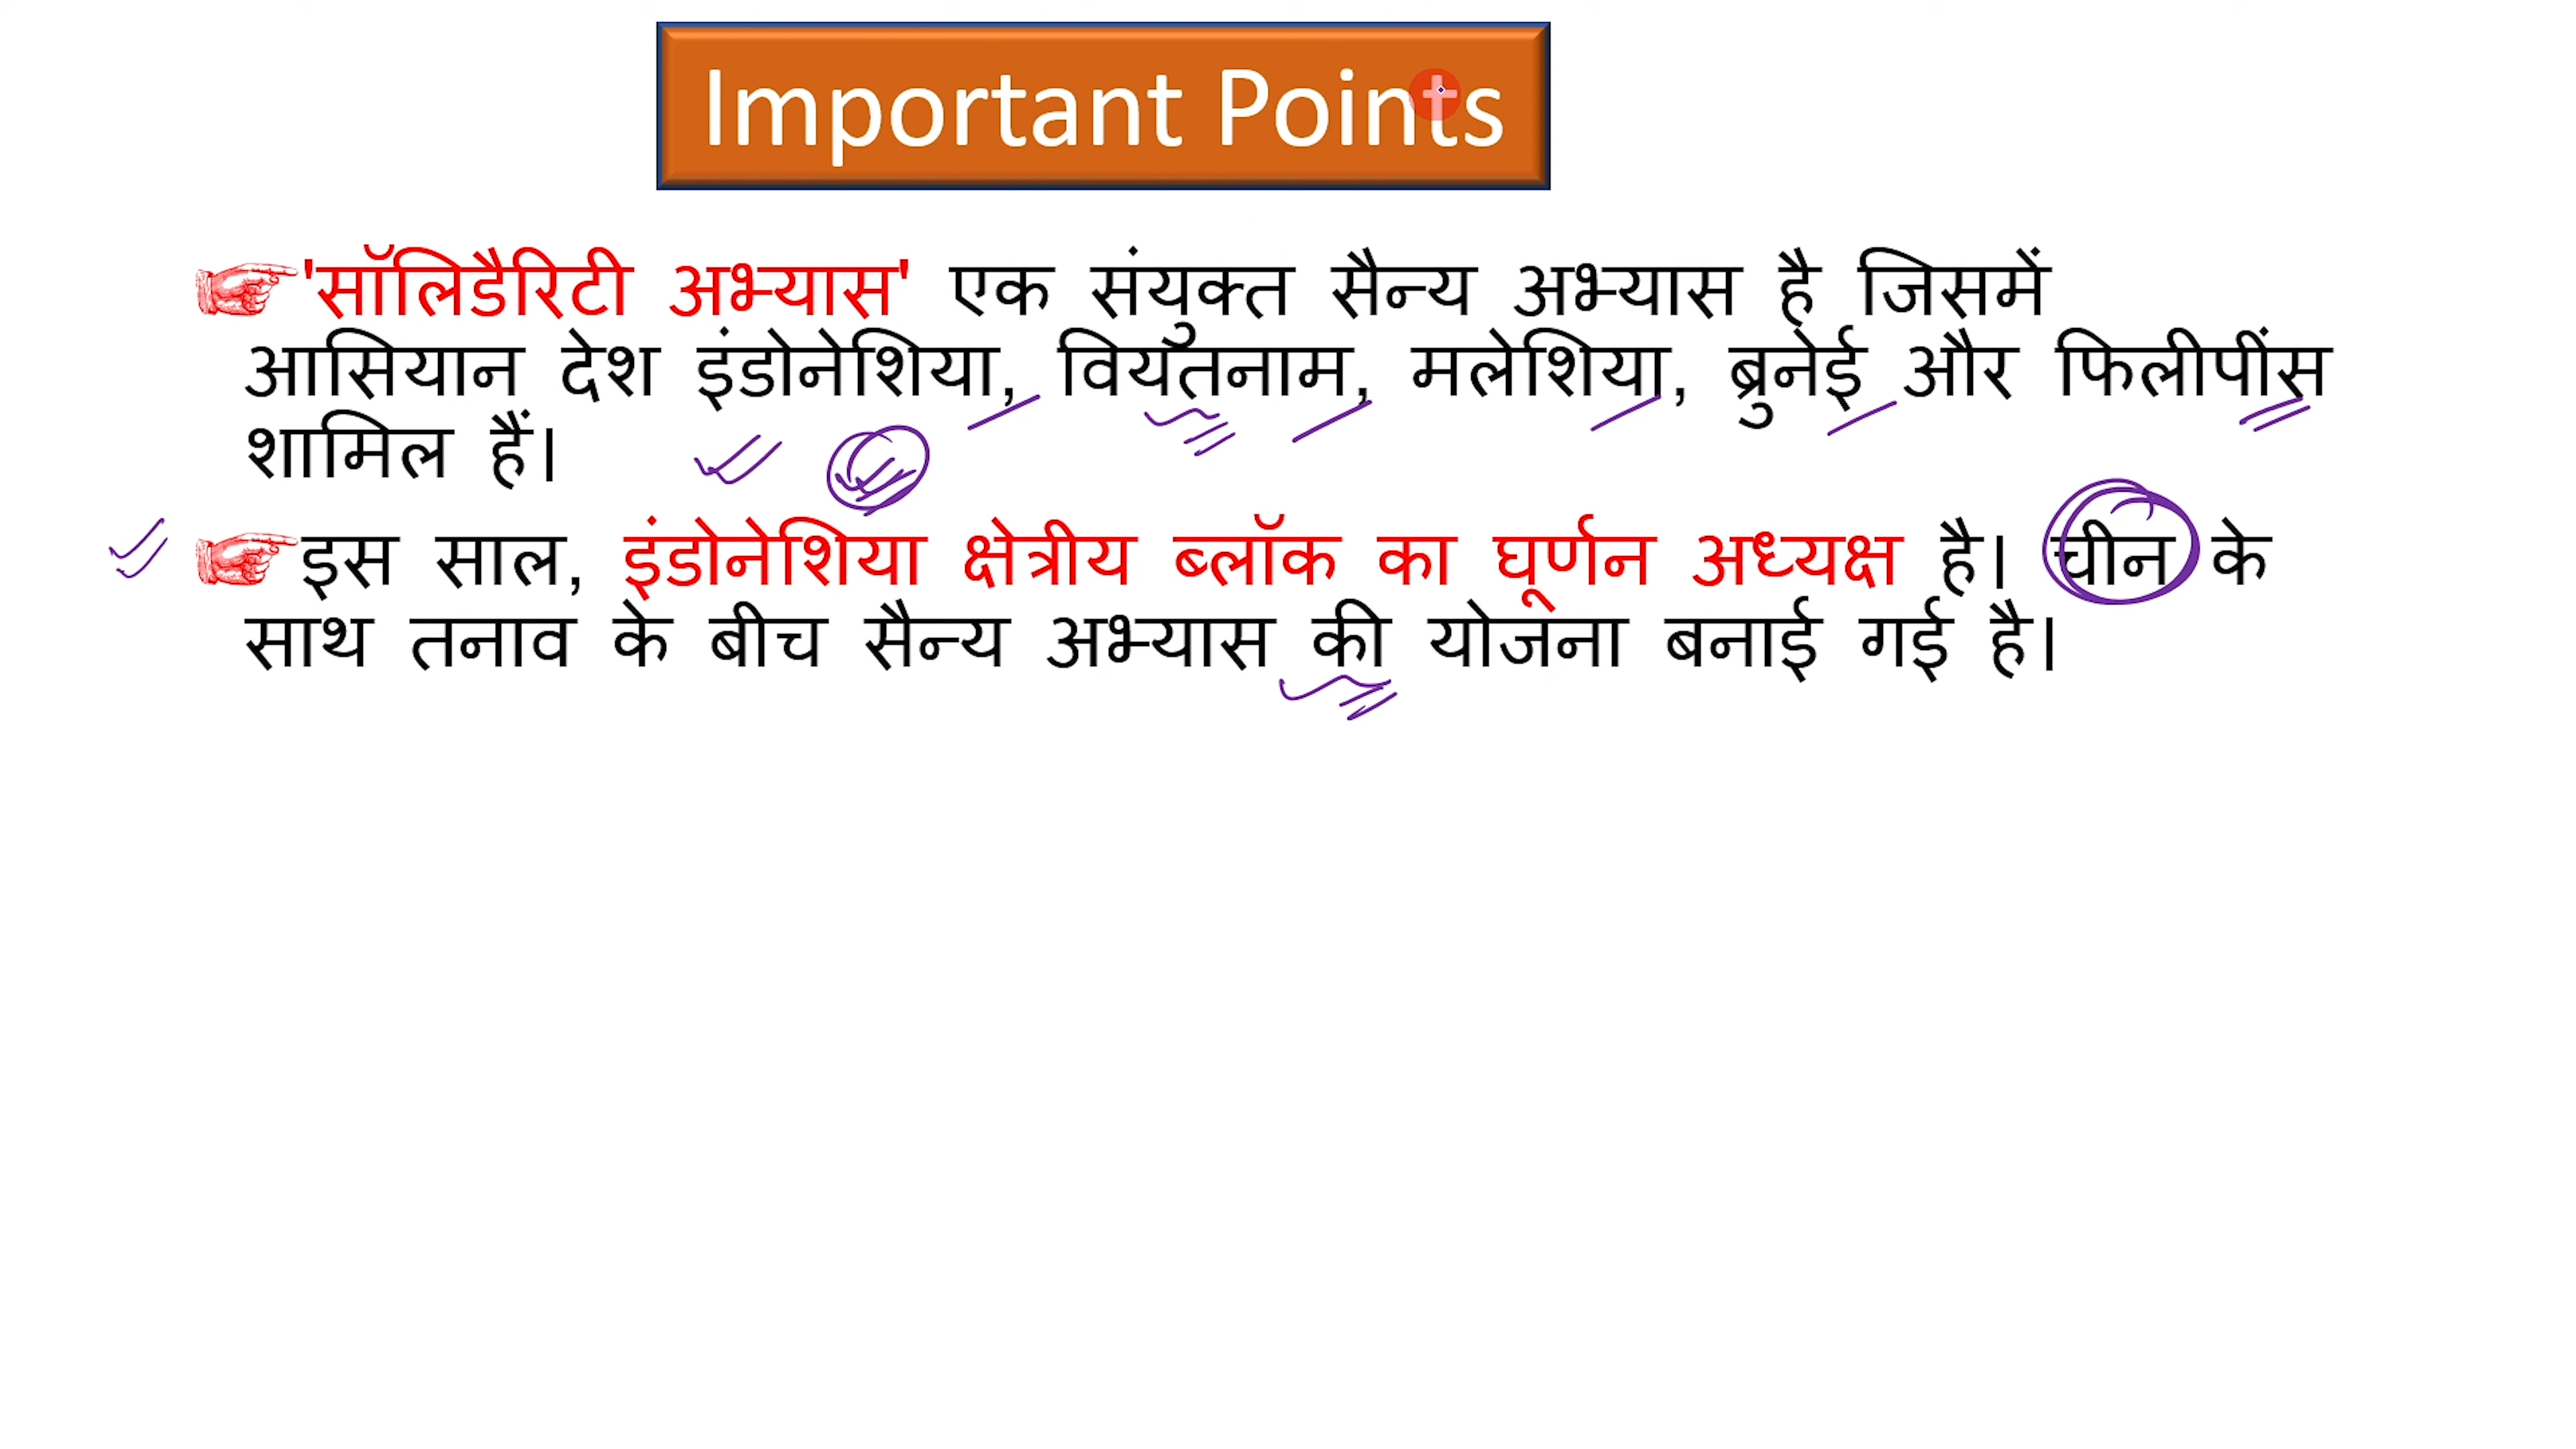 Important Points
'सॉलिडैरिटी अभ्यास' एक संयुक्त सैन्य अभ्यास है जिसमें
आसियान देश इंडोनेशिया, वियतनाम, मलेशिया, ब्रुनेई और फिलीपींस
शामिल हैं।
इस साल, इंडोनेशिया क्षेत्रीय ब्लॉक का घूर्णन अध्यक्ष है। चीन के
साथ तनाव के बीच सैन्य अभ्यास की योजना बनाई गई है।